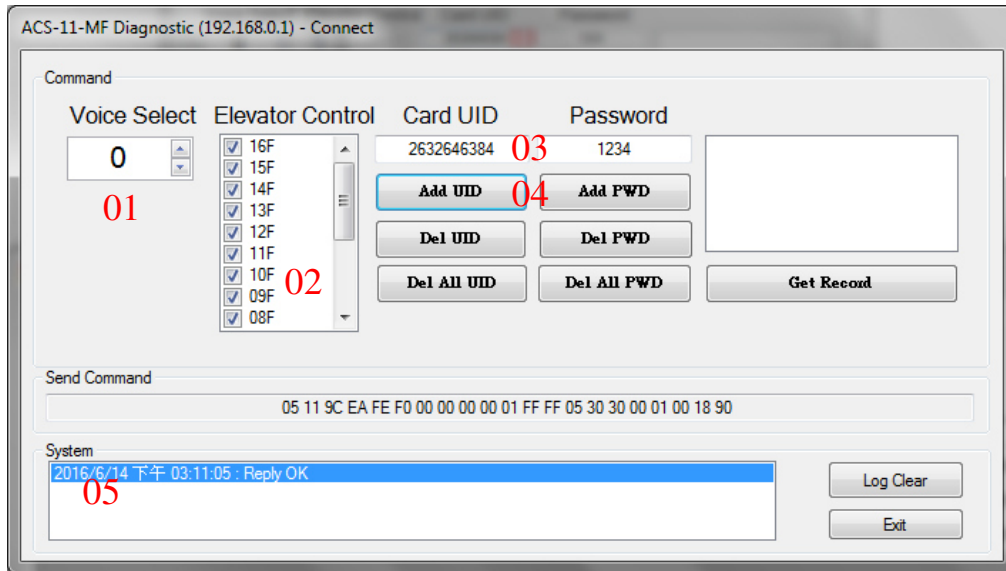 ACS-11-MF Diagnostic (192.168.0.1) - Connect
Command
Voice Select Elevator Control Card UID Password
0
01
16F
15F
14F
13F
12F
11F
10F
09F
08F
02
2632646384 03 1234
Add UID 04 Add PWD
Del UID Del PWD
Del All UID Del All PWD Get Record
Send Command
05 11 9C EA FE F0 00 00 00 00 01 FF FF 05 30 30 00 01 00 18 90
System
2016/6/14 下午 03:11:05 : Reply OK
05
Log Clear
Exit